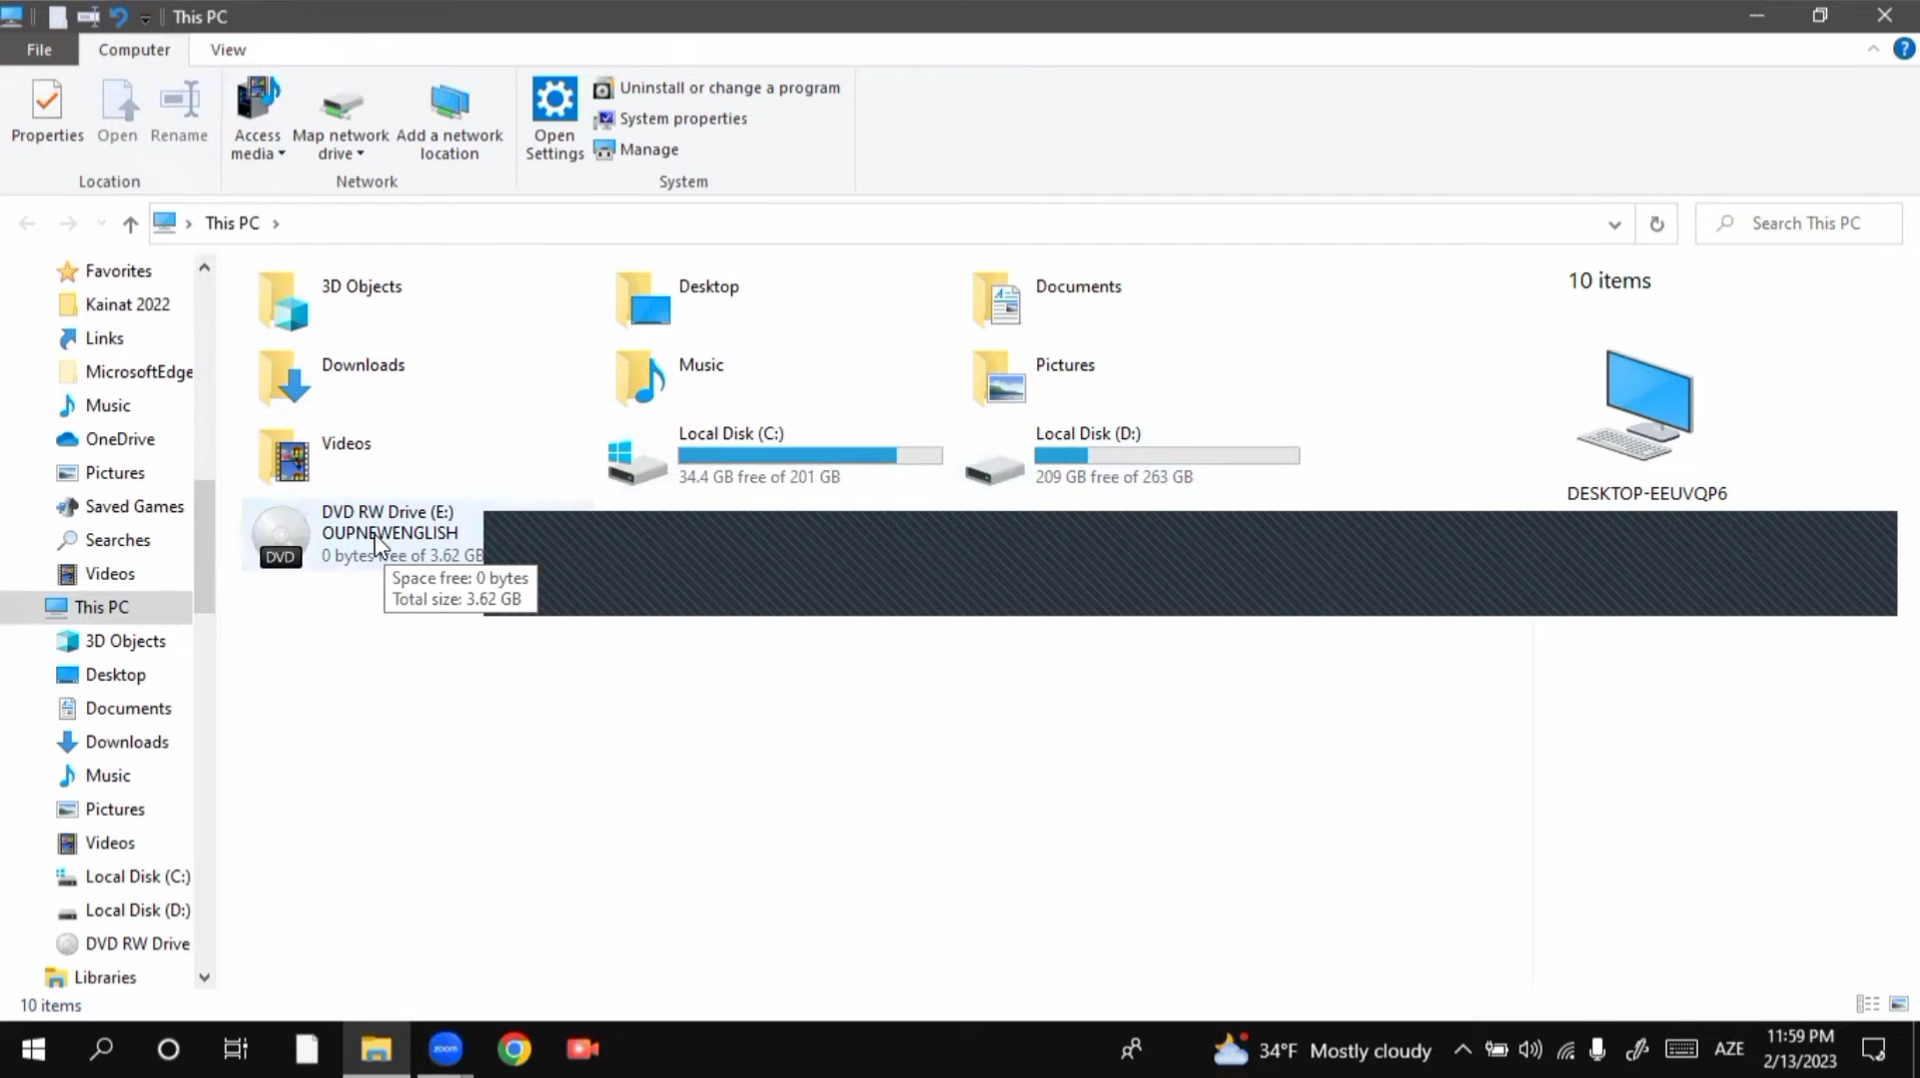 This PC
File
Computer
View
Properties
Open
Rename
Access media
Map network drive
Add a network location
Open Settings
Uninstall or change a program
System properties
Manage
Location
Network
System
This PC
Search This PC
Favorites
Kainat 2022
Links
MicrosoftEdge
Music
OneDrive
Pictures
Saved Games
Searches
Videos
This PC
3D Objects
Desktop
Documents
Downloads
Music
Pictures
Videos
Local Disk (C:)
Local Disk (D:)
DVD RW Drive
Libraries
3D Objects
Desktop
Documents
Downloads
Music
Pictures
Videos
Local Disk (C:)
34.4 GB free of 201 GB
Local Disk (D:)
209 GB free of 263 GB
DVD RW Drive (E:)
OUPNEWENGLISH
0 bytes free of 3.62 GB
DVD
Space free: 0 bytes
Total size: 3.62 GB
10 items
DESKTOP-EEUVQP6
10 items
zoom
34°F Mostly cloudy
AZE
11:59 PM
2/13/2023